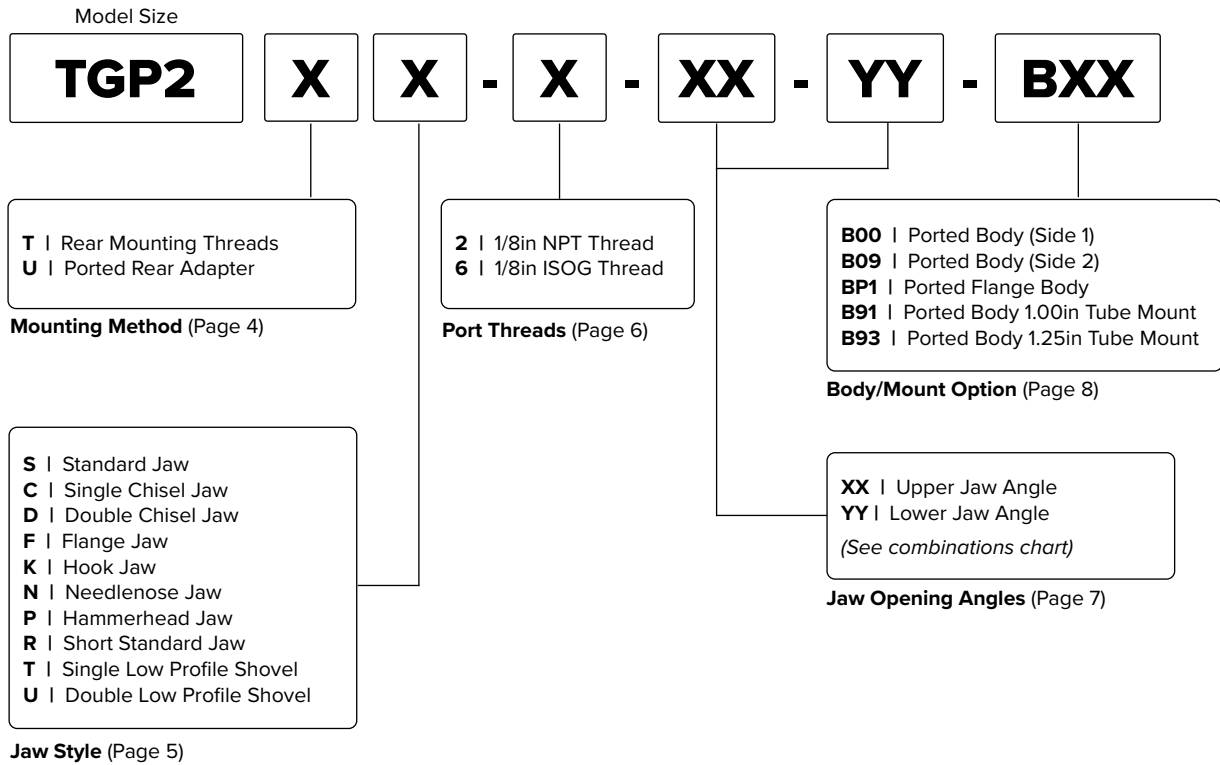 Model Size
TGP2 X X - X - XX - YY - BXX
T | Rear Mounting Threads
U | Ported Rear Adapter
Mounting Method (Page 4)
2 | 1/8in NPT Thread
6 | 1/8in ISOG Thread
Port Threads (Page 6)
B00 | Ported Body (Side 1)
B09 | Ported Body (Side 2)
BP1 | Ported Flange Body
B91 | Ported Body 1.00in Tube Mount
B93 | Ported Body 1.25in Tube Mount
Body/Mount Option (Page 8)
S | Standard Jaw
C | Single Chisel Jaw
D | Double Chisel Jaw
F | Flange Jaw
K | Hook Jaw
N | Needlenose Jaw
P | Hammerhead Jaw
R | Short Standard Jaw
T | Single Low Profile Shovel
U | Double Low Profile Shovel
Jaw Style (Page 5)
XX | Upper Jaw Angle
YY | Lower Jaw Angle
(See combinations chart)
Jaw Opening Angles (Page 7)